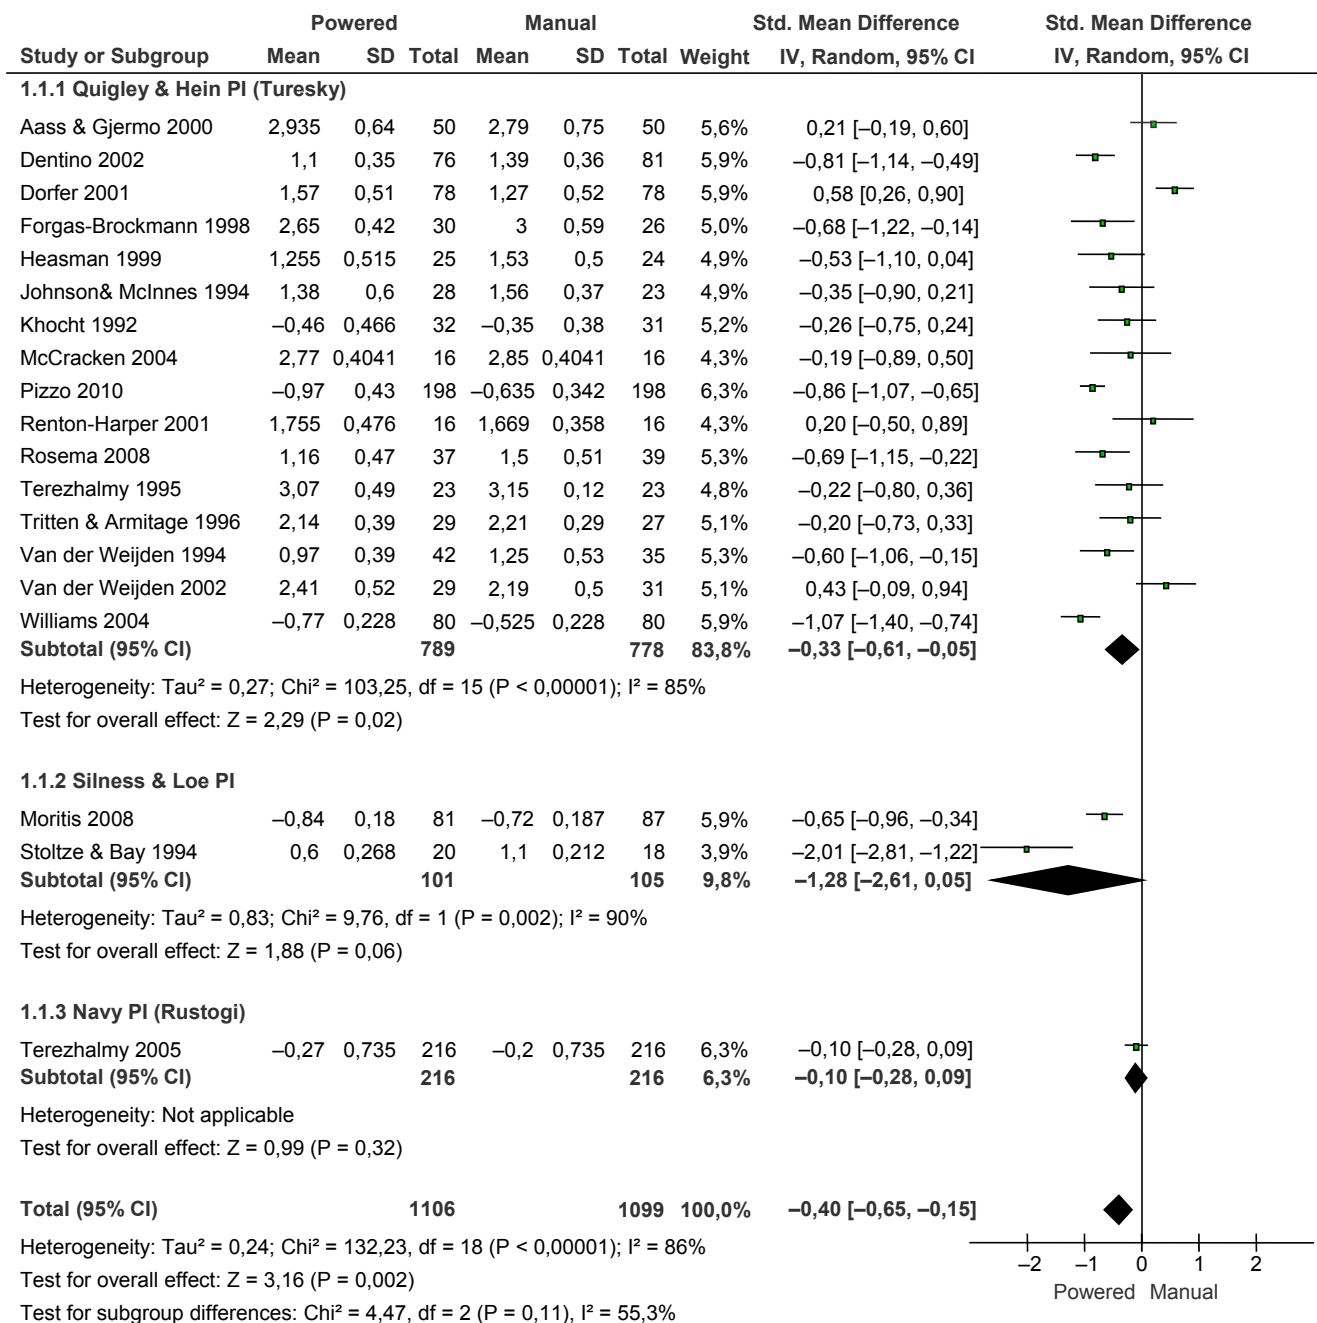 Powered Manual Std. Mean Difference Std. Mean Difference
Study or Subgroup Mean SD Total Mean SD Total Weight IV, Random, 95% CI IV, Random, 95% CI
1.1.1 Quigley & Hein PI (Turesky)
Aass & Gjermo 2000 2,935 0,64 50 2,79 0,75 50 5,6% 0,21 [–0,19, 0,60]
Dentino 2002 1,1 0,35 76 1,39 0,36 81 5,9% –0,81 [–1,14, –0,49]
Dorfer 2001 1,57 0,51 78 1,27 0,52 78 5,9% 0,58 [0,26, 0,90]
Forgas-Brockmann 1998 2,65 0,42 30 3 0,59 26 5,0% –0,68 [–1,22, –0,14]
Heasman 1999 1,255 0,515 25 1,53 0,5 24 4,9% –0,53 [–1,10, 0,04]
Johnson& McInnes 1994 1,38 0,6 28 1,56 0,37 23 4,9% –0,35 [–0,90, 0,21]
Khocht 1992 –0,46 0,466 32 –0,35 0,38 31 5,2% –0,26 [–0,75, 0,24]
McCracken 2004 2,77 0,4041 16 2,85 0,4041 16 4,3% –0,19 [–0,89, 0,50]
Pizzo 2010 –0,97 0,43 198 –0,635 0,342 198 6,3% –0,86 [–1,07, –0,65]
Renton-Harper 2001 1,755 0,476 16 1,669 0,358 16 4,3% 0,20 [–0,50, 0,89]
Rosema 2008 1,16 0,47 37 1,5 0,51 39 5,3% –0,69 [–1,15, –0,22]
Terezhalmy 1995 3,07 0,49 23 3,15 0,12 23 4,8% –0,22 [–0,80, 0,36]
Tritten & Armitage 1996 2,14 0,39 29 2,21 0,29 27 5,1% –0,20 [–0,73, 0,33]
Van der Weijden 1994 0,97 0,39 42 1,25 0,53 35 5,3% –0,60 [–1,06, –0,15]
Van der Weijden 2002 2,41 0,52 29 2,19 0,5 31 5,1% 0,43 [–0,09, 0,94]
Williams 2004 –0,77 0,228 80 –0,525 0,228 80 5,9% –1,07 [–1,40, –0,74]
Subtotal (95% CI) 789 778 83,8% –0,33 [–0,61, –0,05]
Heterogeneity: Tau² = 0,27; Chi² = 103,25, df = 15 (P < 0,00001); I² = 85%
Test for overall effect: Z = 2,29 (P = 0,02)
1.1.2 Silness & Loe PI
Moritis 2008 –0,84 0,18 81 –0,72 0,187 87 5,9% –0,65 [–0,96, –0,34]
Stoltze & Bay 1994 0,6 0,268 20 1,1 0,212 18 3,9% –2,01 [–2,81, –1,22]
Subtotal (95% CI) 101 105 9,8% –1,28 [–2,61, 0,05]
Heterogeneity: Tau² = 0,83; Chi² = 9,76, df = 1 (P = 0,002); I² = 90%
Test for overall effect: Z = 1,88 (P = 0,06)
1.1.3 Navy PI (Rustogi)
Terezhalmy 2005 –0,27 0,735 216 –0,2 0,735 216 6,3% –0,10 [–0,28, 0,09]
Subtotal (95% CI) 216 216 6,3% –0,10 [–0,28, 0,09]
Heterogeneity: Not applicable
Test for overall effect: Z = 0,99 (P = 0,32)
Total (95% CI) 1106 1099 100,0% –0,40 [–0,65, –0,15]
Heterogeneity: Tau² = 0,24; Chi² = 132,23, df = 18 (P < 0,00001); I² = 86%
Test for overall effect: Z = 3,16 (P = 0,002)
Test for subgroup differences: Chi² = 4,47, df = 2 (P = 0,11), I² = 55,3%
–2 –1 0 1 2
Powered Manual